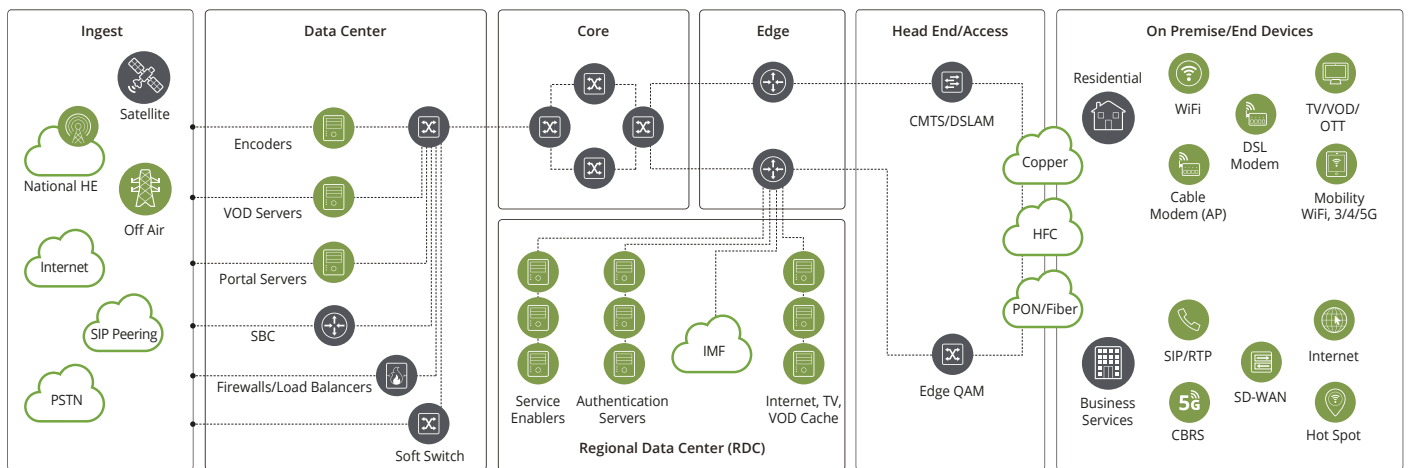 Ingest
Satellite
National HE
Off Air
Internet
SIP Peering
PSTN
Data Center
Encoders
VOD Servers
Portal Servers
SBC
Firewalls/Load Balancers
Soft Switch
Core
Edge
Service
Enablers
Authentication
Servers
IMF
Internet, TV,
VOD Cache
Regional Data Center (RDC)
Head End/Access
CMTS/DSLAM
Copper
HFC
PON/Fiber
Edge QAM
On Premise/End Devices
Residential
WiFi
TV/VOD/
OTT
DSL
Modem
Cable
Modem (AP)
Mobility
WiFi, 3/4/5G
Business
Services
SIP/RTP
Internet
SD-WAN
5G
CBRS
Hot Spot